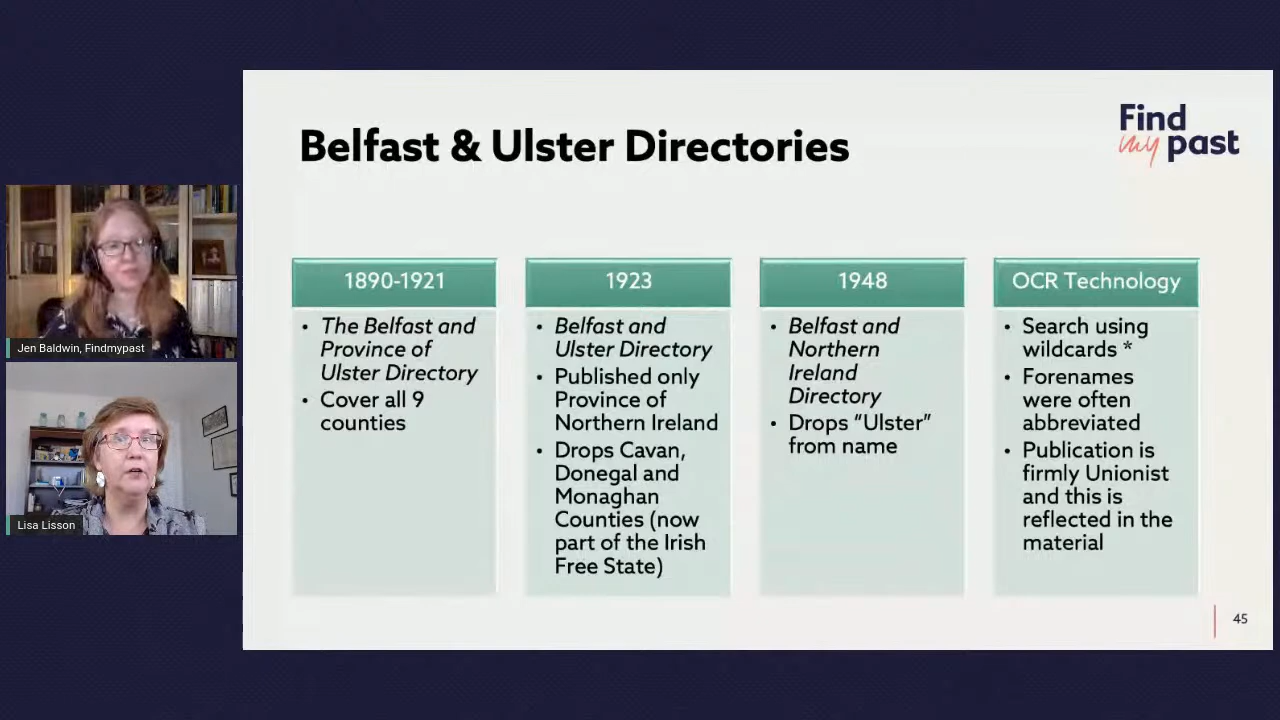 Belfast & Ulster Directories
Find
my past
1890-1921
• The Belfast and
Province of
Ulster Directory
• Cover all 9
counties
1923
• Belfast and
Ulster Directory
• Published only
Province of
Northern Ireland
• Drops Cavan,
Donegal and
Monaghan
Counties (now
part of the Irish
Free State)
1948
• Belfast and
Northern
Ireland
Directory
• Drops “Ulster”
from name
OCR Technology
• Search using
wildcards *
• Forenames
were often
abbreviated
• Publication is
firmly Unionist
and this is
reflected in the
material
45
Jen Baldwin, Findmypast
Lisa Lisson